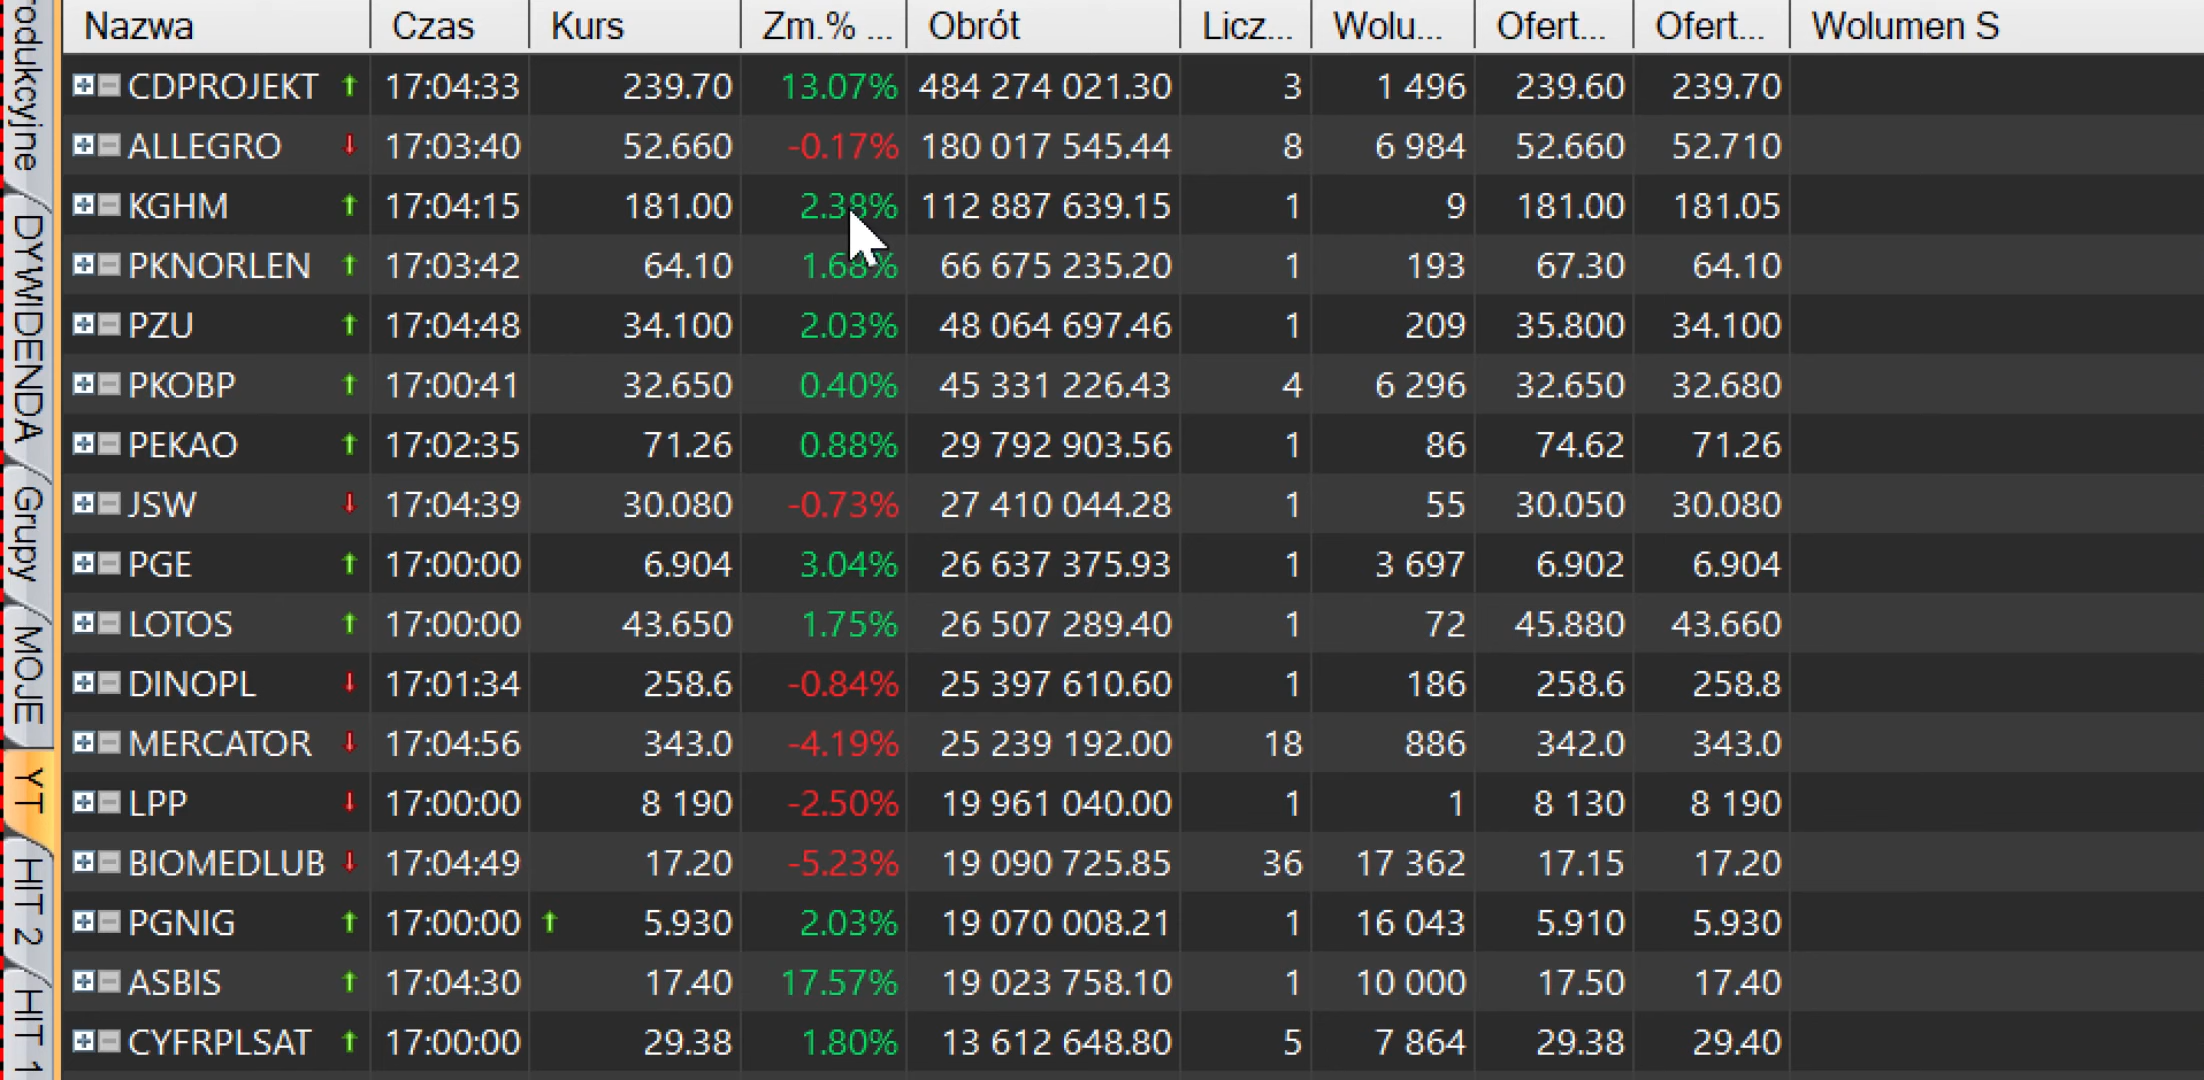 Nazwa Czas Kurs Zm.% ... Obrót Licz... Wolu... Ofert... Ofert... Wolumen S
CDPROJEKT 17:04:33 239.70 13.07% 484 274 021.30 3 1 496 239.60 239.70
ALLEGRO 17:03:40 52.660 -0.17% 180 017 545.44 8 6 984 52.660 52.710
KGHM 17:04:15 181.00 2.38% 112 887 639.15 1 9 181.00 181.05
PKNORLEN 17:03:42 64.10 1.68% 66 675 235.20 1 193 67.30 64.10
PZU 17:04:48 34.100 2.03% 48 064 697.46 1 209 35.800 34.100
PKOBP 17:00:41 32.650 0.40% 45 331 226.43 4 6 296 32.650 32.680
PEKAO 17:02:35 71.26 0.88% 29 792 903.56 1 86 74.62 71.26
JSW 17:04:39 30.080 -0.73% 27 410 044.28 1 55 30.050 30.080
PGE 17:00:00 6.904 3.04% 26 637 375.93 1 3 697 6.902 6.904
LOTOS 17:00:00 43.650 1.75% 26 507 289.40 1 72 45.880 43.660
DINOPL 17:01:34 258.6 -0.84% 25 397 610.60 1 186 258.6 258.8
MERCATOR 17:04:56 343.0 -4.19% 25 239 192.00 18 886 342.0 343.0
LPP 17:00:00 8 190 -2.50% 19 961 040.00 1 1 8 130 8 190
BIOMEDLUB 17:04:49 17.20 -5.23% 19 090 725.85 36 17 362 17.15 17.20
PGNIG 17:00:00 5.930 2.03% 19 070 008.21 1 16 043 5.910 5.930
ASBIS 17:04:30 17.40 17.57% 19 023 758.10 1 10 000 17.50 17.40
CYFRPLSAT 17:00:00 29.38 1.80% 13 612 648.80 5 7 864 29.38 29.40
odukcyjne
DYWIDENDA
Grupy
MOJE
YT
HIT 2
HIT 1